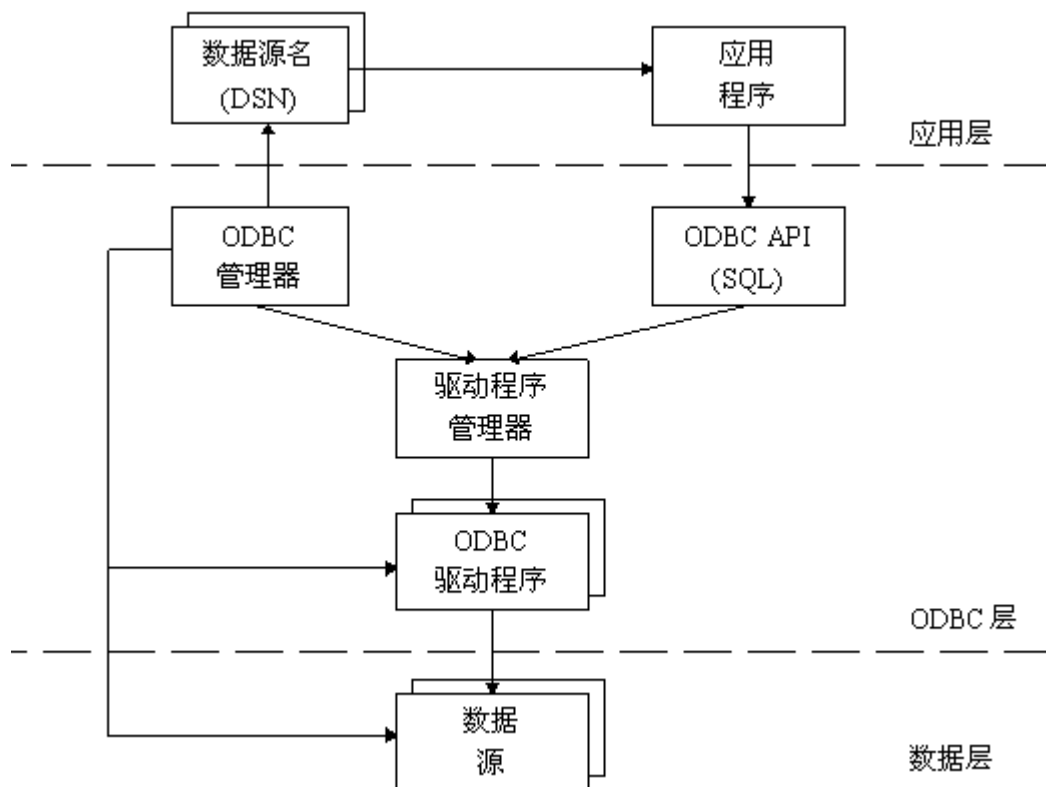 数据源名
(DSN)
应用
程序
应用层
ODBC
管理器
ODBC API
(SQL)
驱动程序
管理器
ODBC
驱动程序
ODBC 层
数据
源
数据层